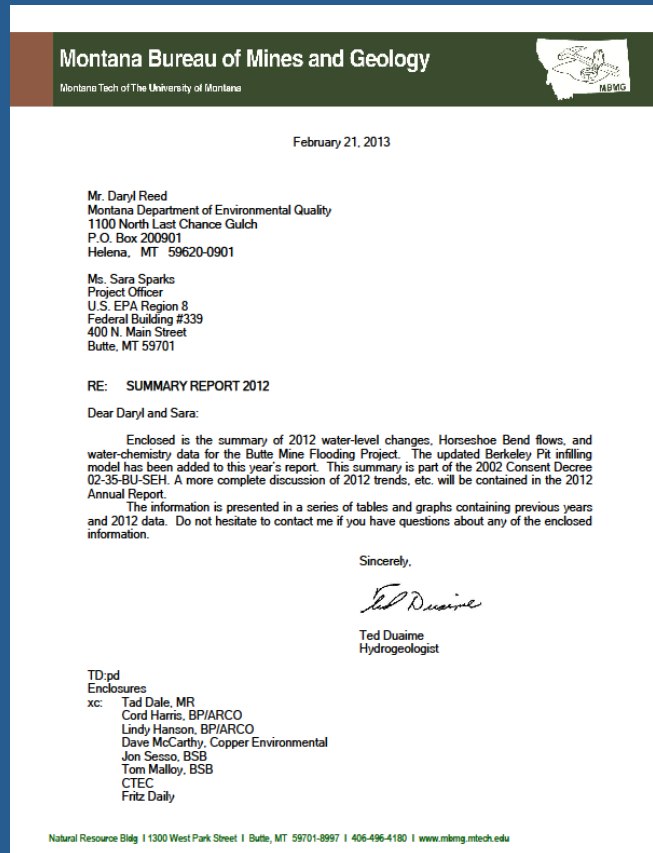 Montana Bureau of Mines and Geology
Montana Tech of The University of Montana
MBMG
February 21, 2013
Mr. Daryl Reed
Montana Department of Environmental Quality
1100 North Last Chance Gulch
P.O. Box 200901
Helena, MT 59620-0901
Ms. Sara Sparks
Project Officer
U.S. EPA Region 8
Federal Building #339
400 N. Main Street
Butte, MT 59701
RE: SUMMARY REPORT 2012
Dear Daryl and Sara:
Enclosed is the summary of 2012 water-level changes, Horseshoe Bend flows, and
water-chemistry data for the Butte Mine Flooding Project. The updated Berkeley Pit infilling
model has been added to this year's report. This summary is part of the 2002 Consent Decree
02-35-BU-SEH. A more complete discussion of 2012 trends, etc. will be contained in the 2012
Annual Report.
The information is presented in a series of tables and graphs containing previous years
and 2012 data. Do not hesitate to contact me if you have questions about any of the enclosed
information.
Sincerely,
Ted Duaime
Ted Duaime
Hydrogeologist
TD:pd
Enclosures
xc: Tad Dale, MR
Cord Harris, BP/ARCO
Lindy Hanson, BP/ARCO
Dave McCarthy, Copper Environmental
Jon Sesso, BSB
Tom Malloy, BSB
CTEC
Fritz Daily
Natural Resource Bldg | 1300 West Park Street | Butte, MT 59701-8997 | 406-496-4180 | www.mbmg.mtech.edu